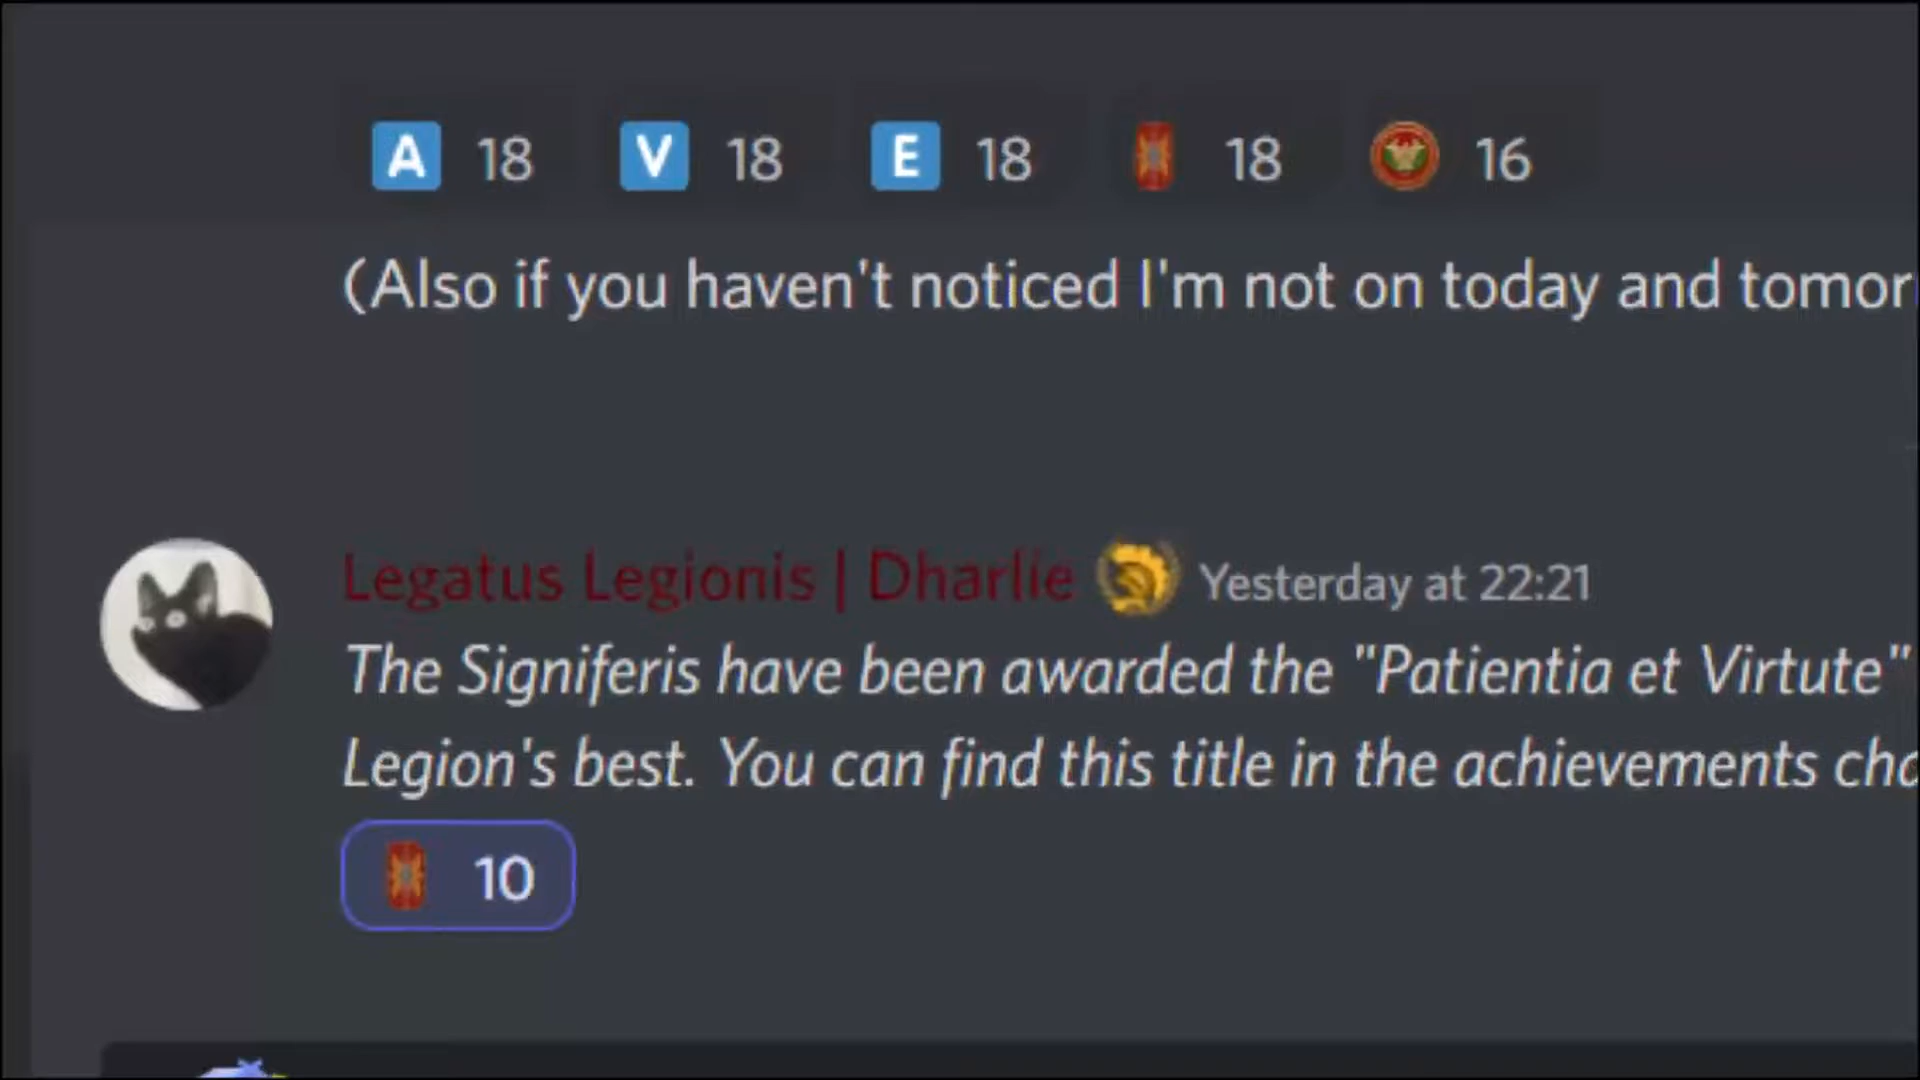 A 18 V 18 E 18 18 16
(Also if you haven't noticed I'm not on today and
Legatus Legionis | Dharlie Yesterday at 22:21
The Signiferis have been awarded the "Patientia et Virtute"
Legion's best. You can find this title in the achievements
10